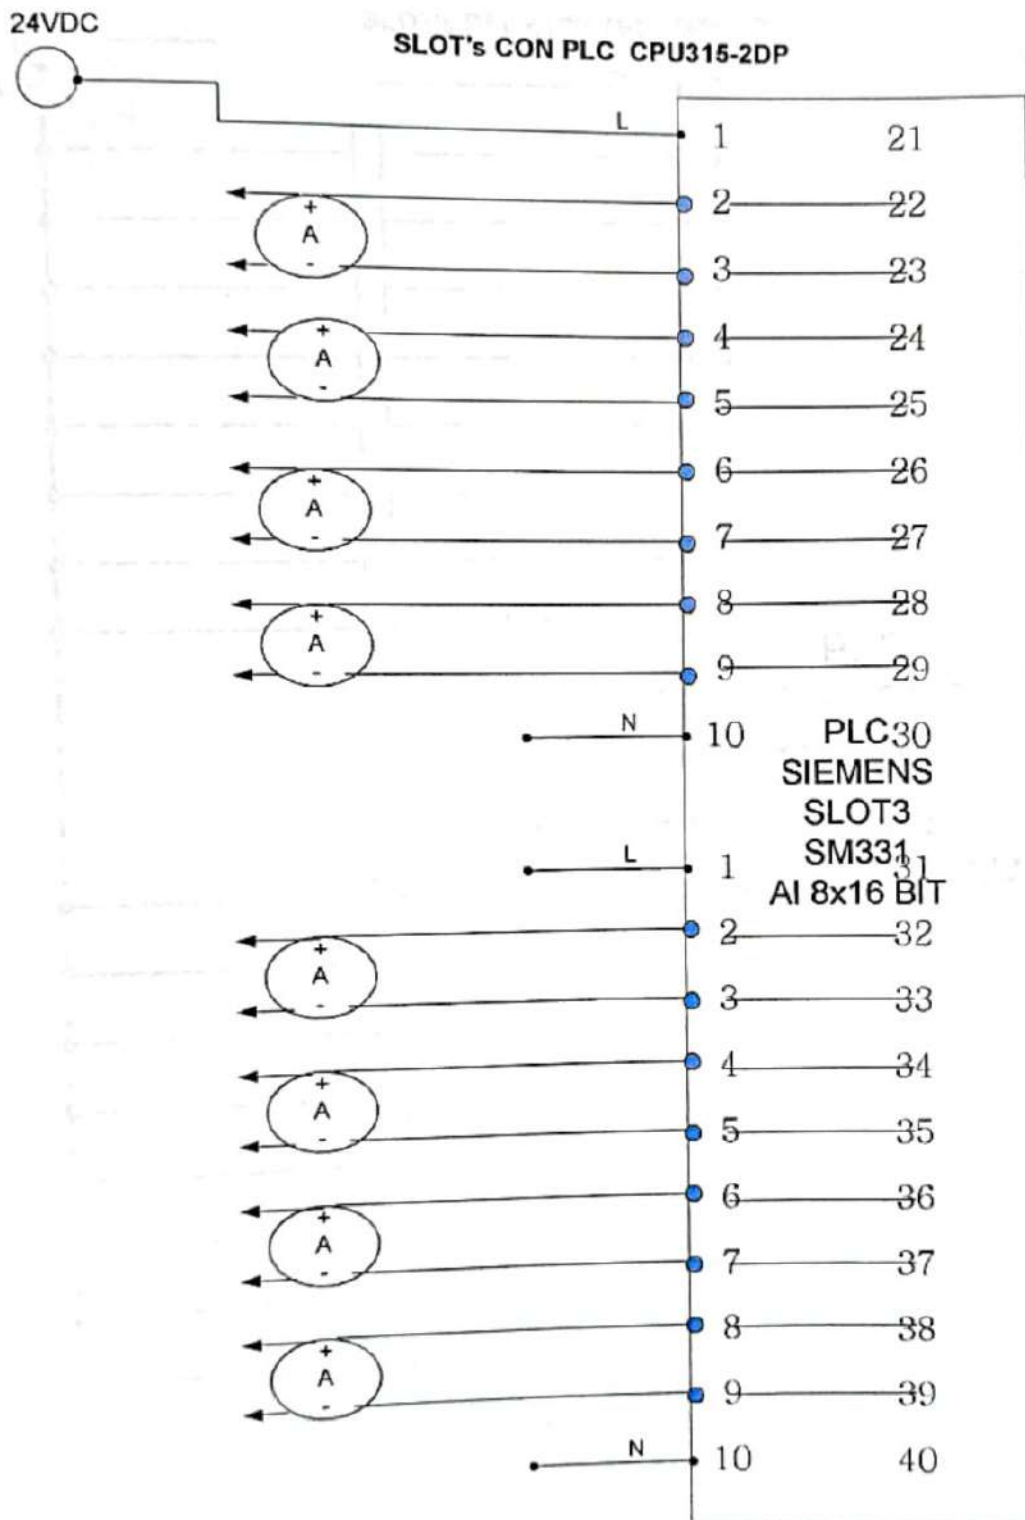 24VDC
SLOT's CON PLC CPU315-2DP
L 1 21
+ 2 22
A
- 3 23
+ 4 24
A
- 5 25
+ 6 26
A
- 7 27
+ 8 28
A
- 9 29
N 10 PLC 30
SIEMENS
SLOT3
L 1 SM331 31
AI 8x16 BIT
+ 2 32
A
- 3 33
+ 4 34
A
- 5 35
+ 6 36
A
- 7 37
+ 8 38
A
- 9 39
N 10 40